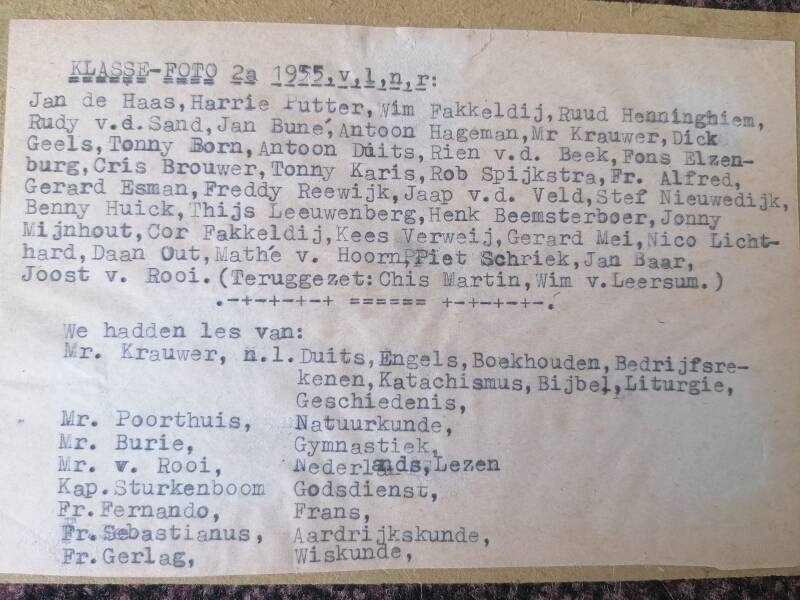 KLASSE-FOTO 2a 1955,v,l,n,r:
Jan de Haas,Harrie Putter,Wim Fakkeldij,Ruud Henninghiem,
Rudy v.d.Sand,Jan Buné,Antoon Hageman,Mr Krauwer,Dick
Geels,Tonny Born,Antoon Duits,Rien v.d. Beek,Fons Elzen-
burg,Cris Brouwer,Tonny Karis,Rob Spijkstra,Fr. Alfred,
Gerard Esman,Freddy Reewijk,Jaap v.d. Veld,Stef Nieuwedijk,
Benny Huick,Thijs Leeuwenberg,Henk Beemsterboer,Jonny
Mijnhout,Cor Fakkeldij,Kees Verweij,Gerard Mei,Nico Licht-
hard,Daan Out,Mathé v. Hoorn,Piet Schriek,Jan Baar,
Joost v. Rooi.(Teruggezet:Chis Martin,Wim v.Leersum.)
.-+-+-+-+ ====== +-+-+-+-.
We hadden les van:
Mr. Krauwer, n.l.Duits,Engels,Boekhouden,Bedrijfsre-
kenen,Katachismus,Bijbel,Liturgie,
Geschiedenis,
Mr. Poorthuis, Natuurkunde,
Mr. Burie, Gymnastiek,
Mr. v. Rooi, Nederlands,Lezen
Kap.Sturkenboom Godsdienst,
Fr.Fernando, Frans,
Fr.Sebastianus, Aardrijkskunde,
Fr.Gerlag, Wiskunde,